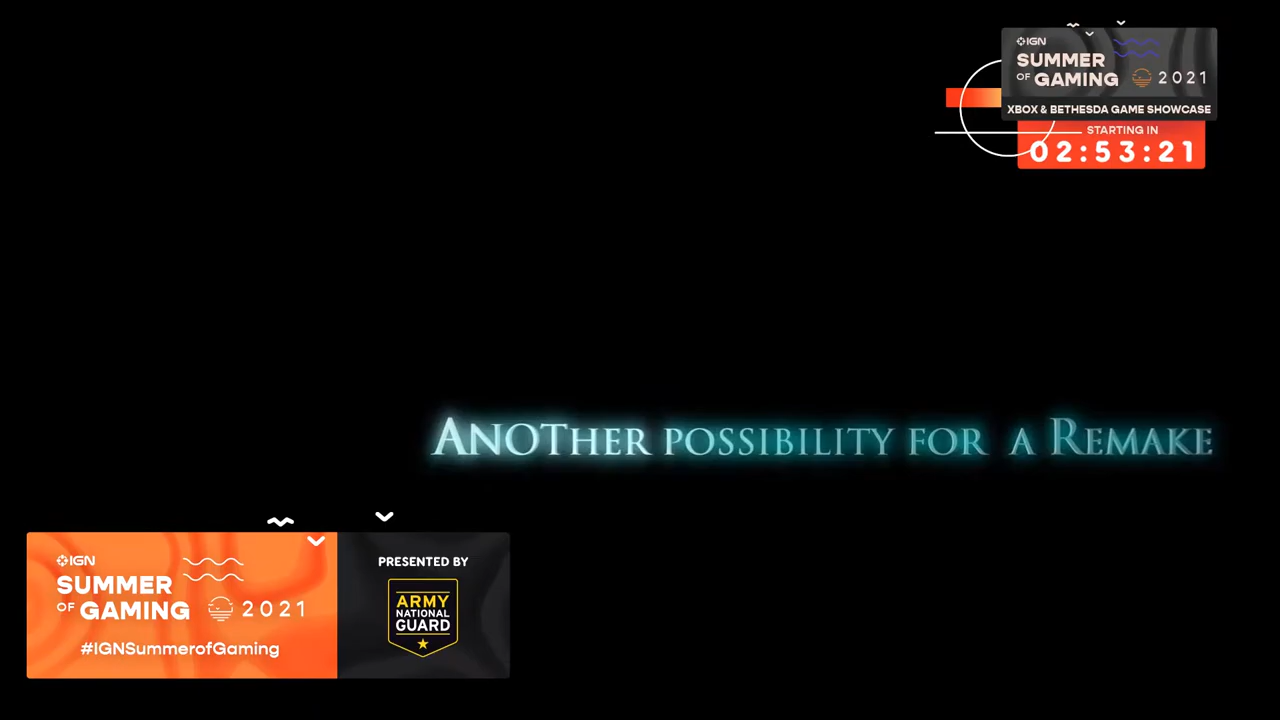 IGN
SUMMER
OF GAMING 2021
XBOX & BETHESDA GAME SHOWCASE
STARTING IN
02:53:21
ANOTHER POSSIBILITY FOR A REMAKE
IGN
SUMMER
OF GAMING 2021
#IGNSummerofGaming
PRESENTED BY
ARMY
NATIONAL
GUARD